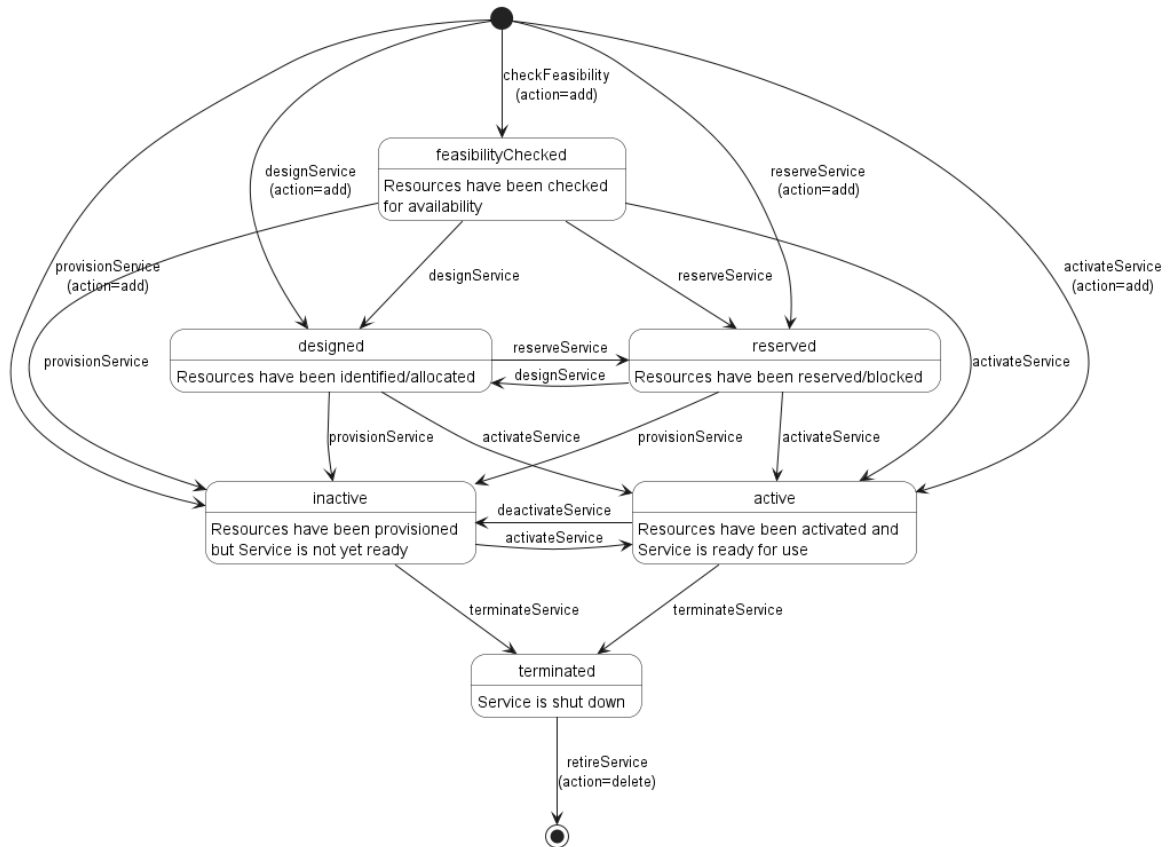 checkFeasibility
(action=add)
feasibilityChecked
Resources have been checked
for availability
designService
(action=add)
reserveService
(action=add)
provisionService
(action=add)
designService
reserveService
activateService
(action=add)
provisionService
activateService
designed
Resources have been identified/allocated
reserveService
designService
reserved
Resources have been reserved/blocked
provisionService
activateService
provisionService
activateService
inactive
Resources have been provisioned
but Service is not yet ready
deactivateService
activateService
active
Resources have been activated and
Service is ready for use
terminateService
terminateService
terminated
Service is shut down
retireService
(action=delete)